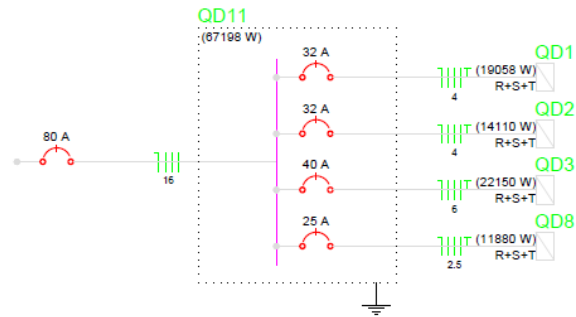 QD11
(67198 W)
32 A
(19058 W)
QD1
4
R+S+T
32 A
(14110 W)
QD2
4
R+S+T
80 A
16
40 A
(22150 W)
QD3
6
R+S+T
25 A
(11880 W)
QD8
2.5
R+S+T